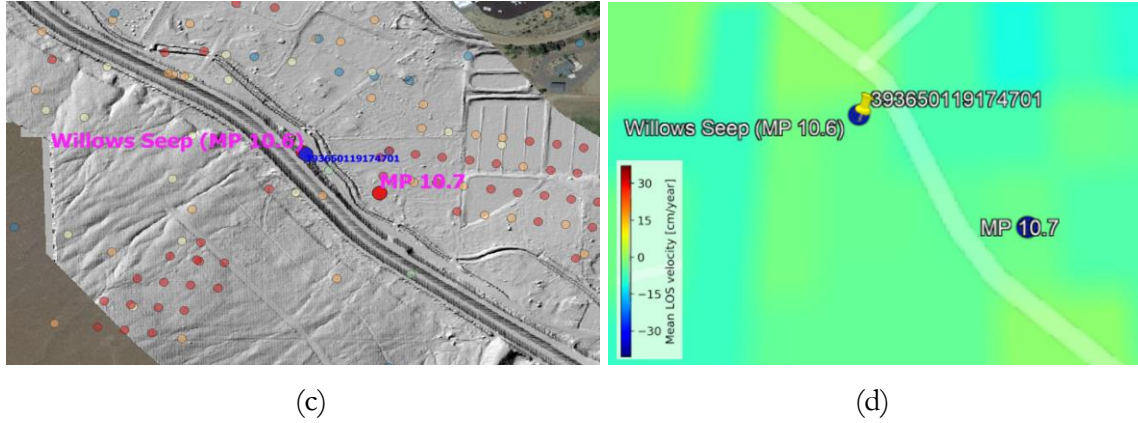 Willows Seep (MP 10.6)
393650119174701
MP 10.7
(c)
393650119174701
Willows Seep (MP 10.6)
MP 10.7
30
15
0
−15
−30
Mean LOS velocity [cm/year]
(d)